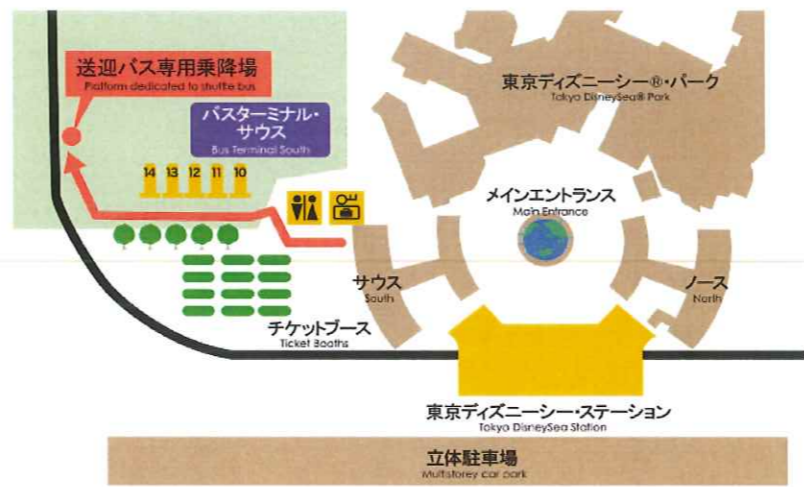 送迎バス専用乗降場
Platform dedicated to shuttle bus
バスターミナル・
サウス
Bus Terminal South
14 13 12 11 10
東京ディズニーシー®・パーク
Tokyo DisneySea® Park
メインエントランス
Main Entrance
サウス
South
ノース
North
チケットブース
Ticket Booths
東京ディズニーシー・ステーション
Tokyo DisneySea Station
立体駐車場
Multistorey car park